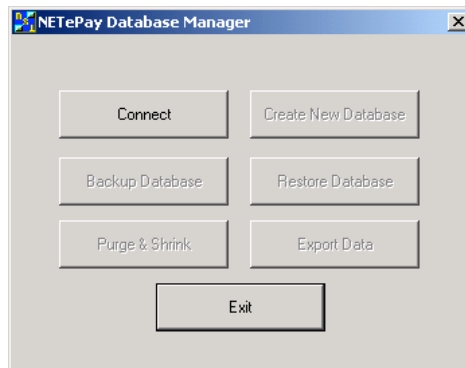 NETePay Database Manager
Connect
Create New Database
Backup Database
Restore Database
Purge & Shrink
Export Data
Exit